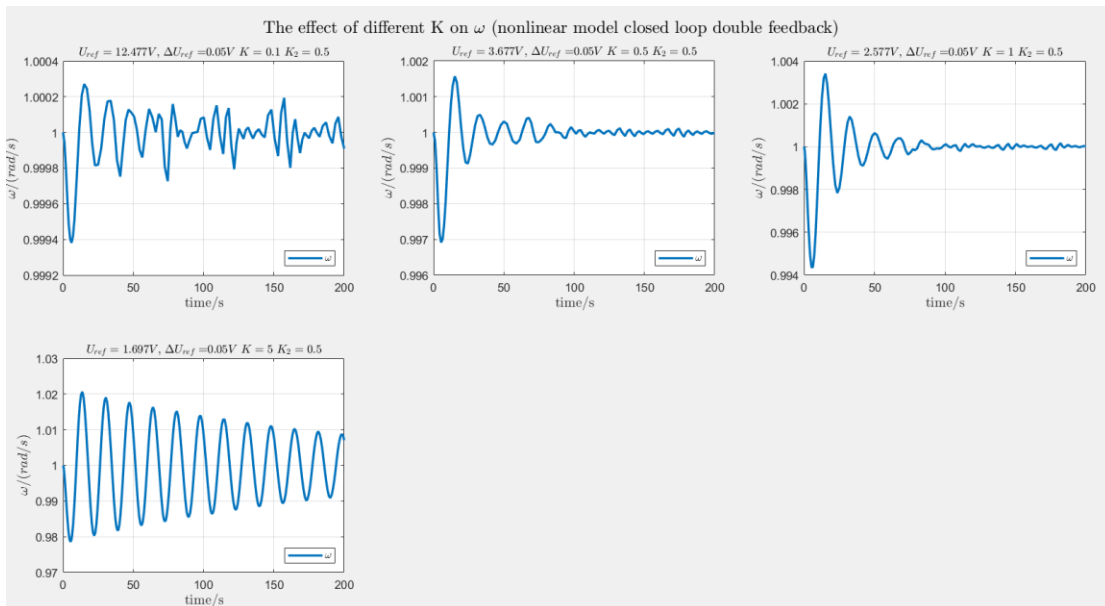 The effect of different K on ω (nonlinear model closed loop double feedback)
U_ref = 12.477V, ΔU_ref =0.05V K = 0.1 K_2 = 0.5
1.0004
1.0002
1
0.9998
0.9996
0.9994
0.9992
ω/(rad/s)
ω
0 50 100 150 200
time/s
U_ref = 3.677V, ΔU_ref =0.05V K = 0.5 K_2 = 0.5
1.002
1.001
1
0.999
0.998
0.997
0.996
ω/(rad/s)
ω
0 50 100 150 200
time/s
U_ref = 2.577V, ΔU_ref =0.05V K = 1 K_2 = 0.5
1.004
1.002
1
0.998
0.996
0.994
ω/(rad/s)
ω
0 50 100 150 200
time/s
U_ref = 1.697V, ΔU_ref =0.05V K = 5 K_2 = 0.5
1.03
1.02
1.01
1
0.99
0.98
0.97
ω/(rad/s)
ω
0 50 100 150 200
time/s